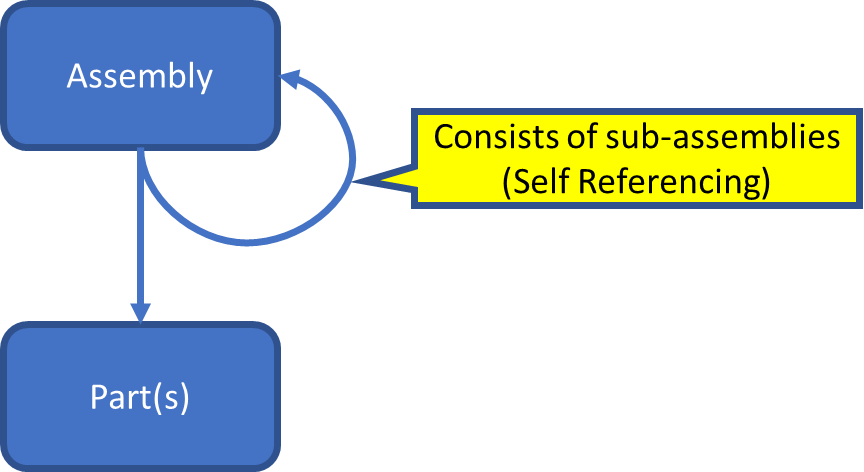 Assembly
Consists of sub-assemblies
(Self Referencing)
Part(s)